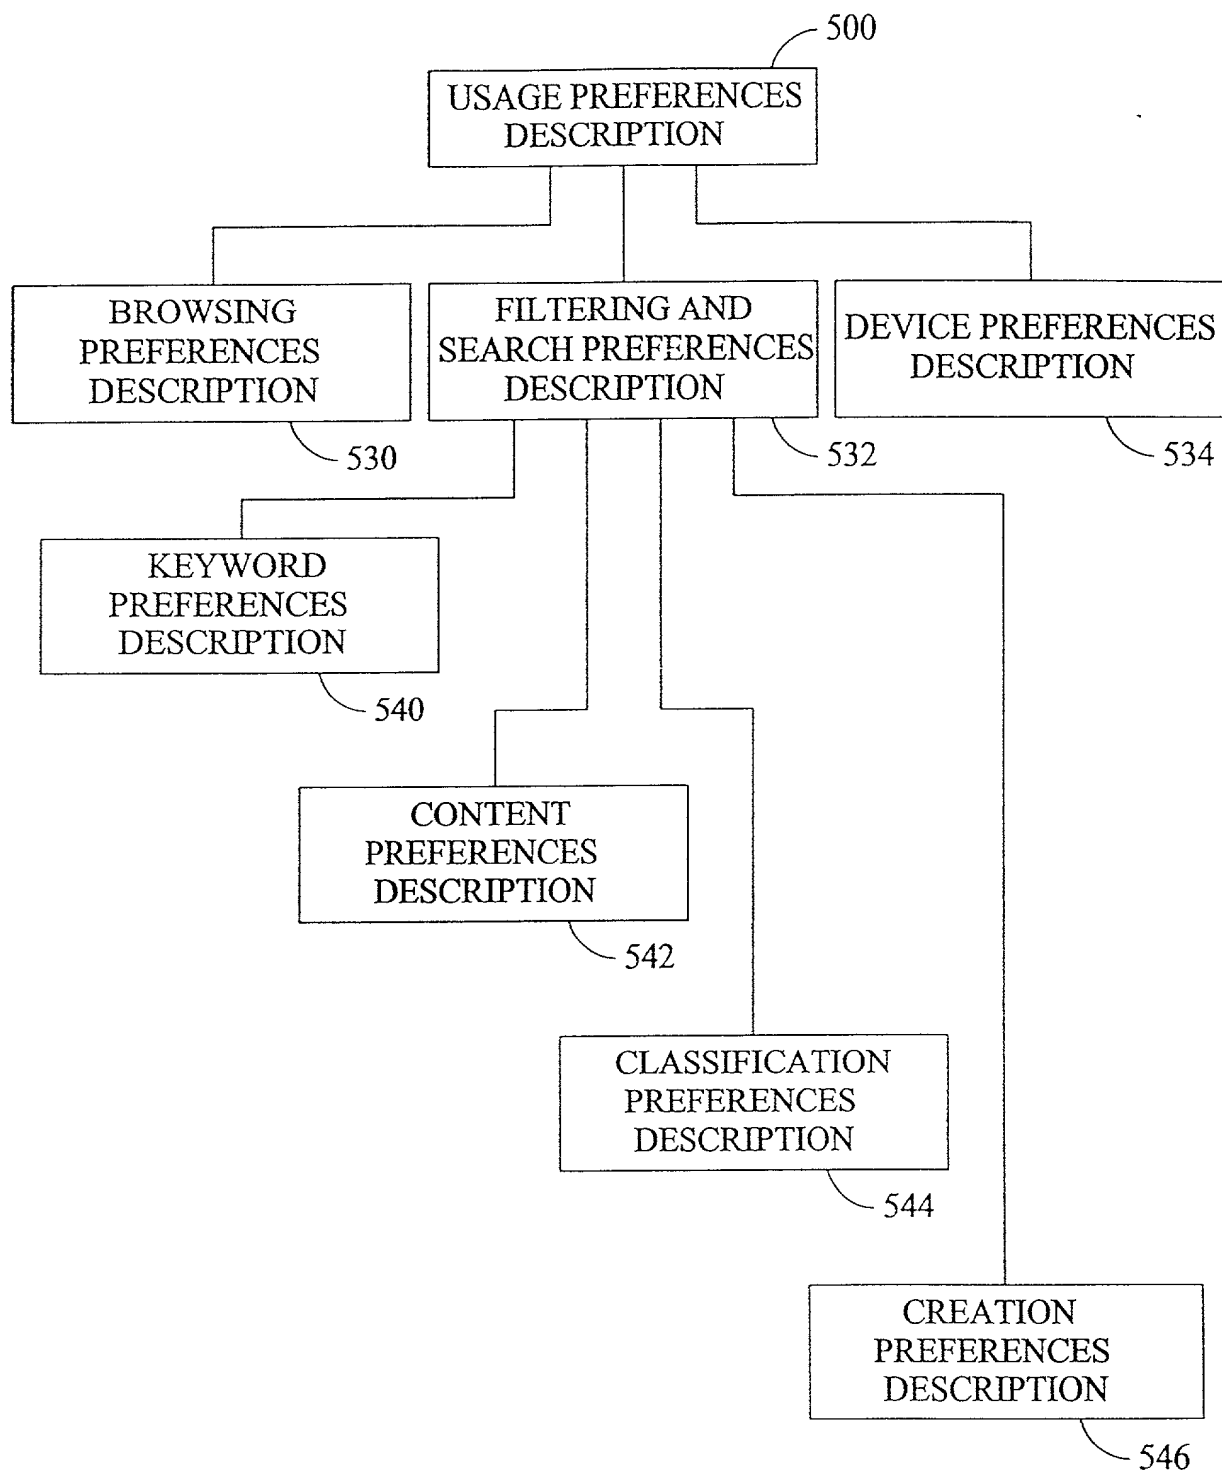 500
USAGE PREFERENCES
DESCRIPTION
BROWSING
PREFERENCES
DESCRIPTION
530
FILTERING AND
SEARCH PREFERENCES
DESCRIPTION
532
DEVICE PREFERENCES
DESCRIPTION
534
KEYWORD
PREFERENCES
DESCRIPTION
540
CONTENT
PREFERENCES
DESCRIPTION
542
CLASSIFICATION
PREFERENCES
DESCRIPTION
544
CREATION
PREFERENCES
DESCRIPTION
546